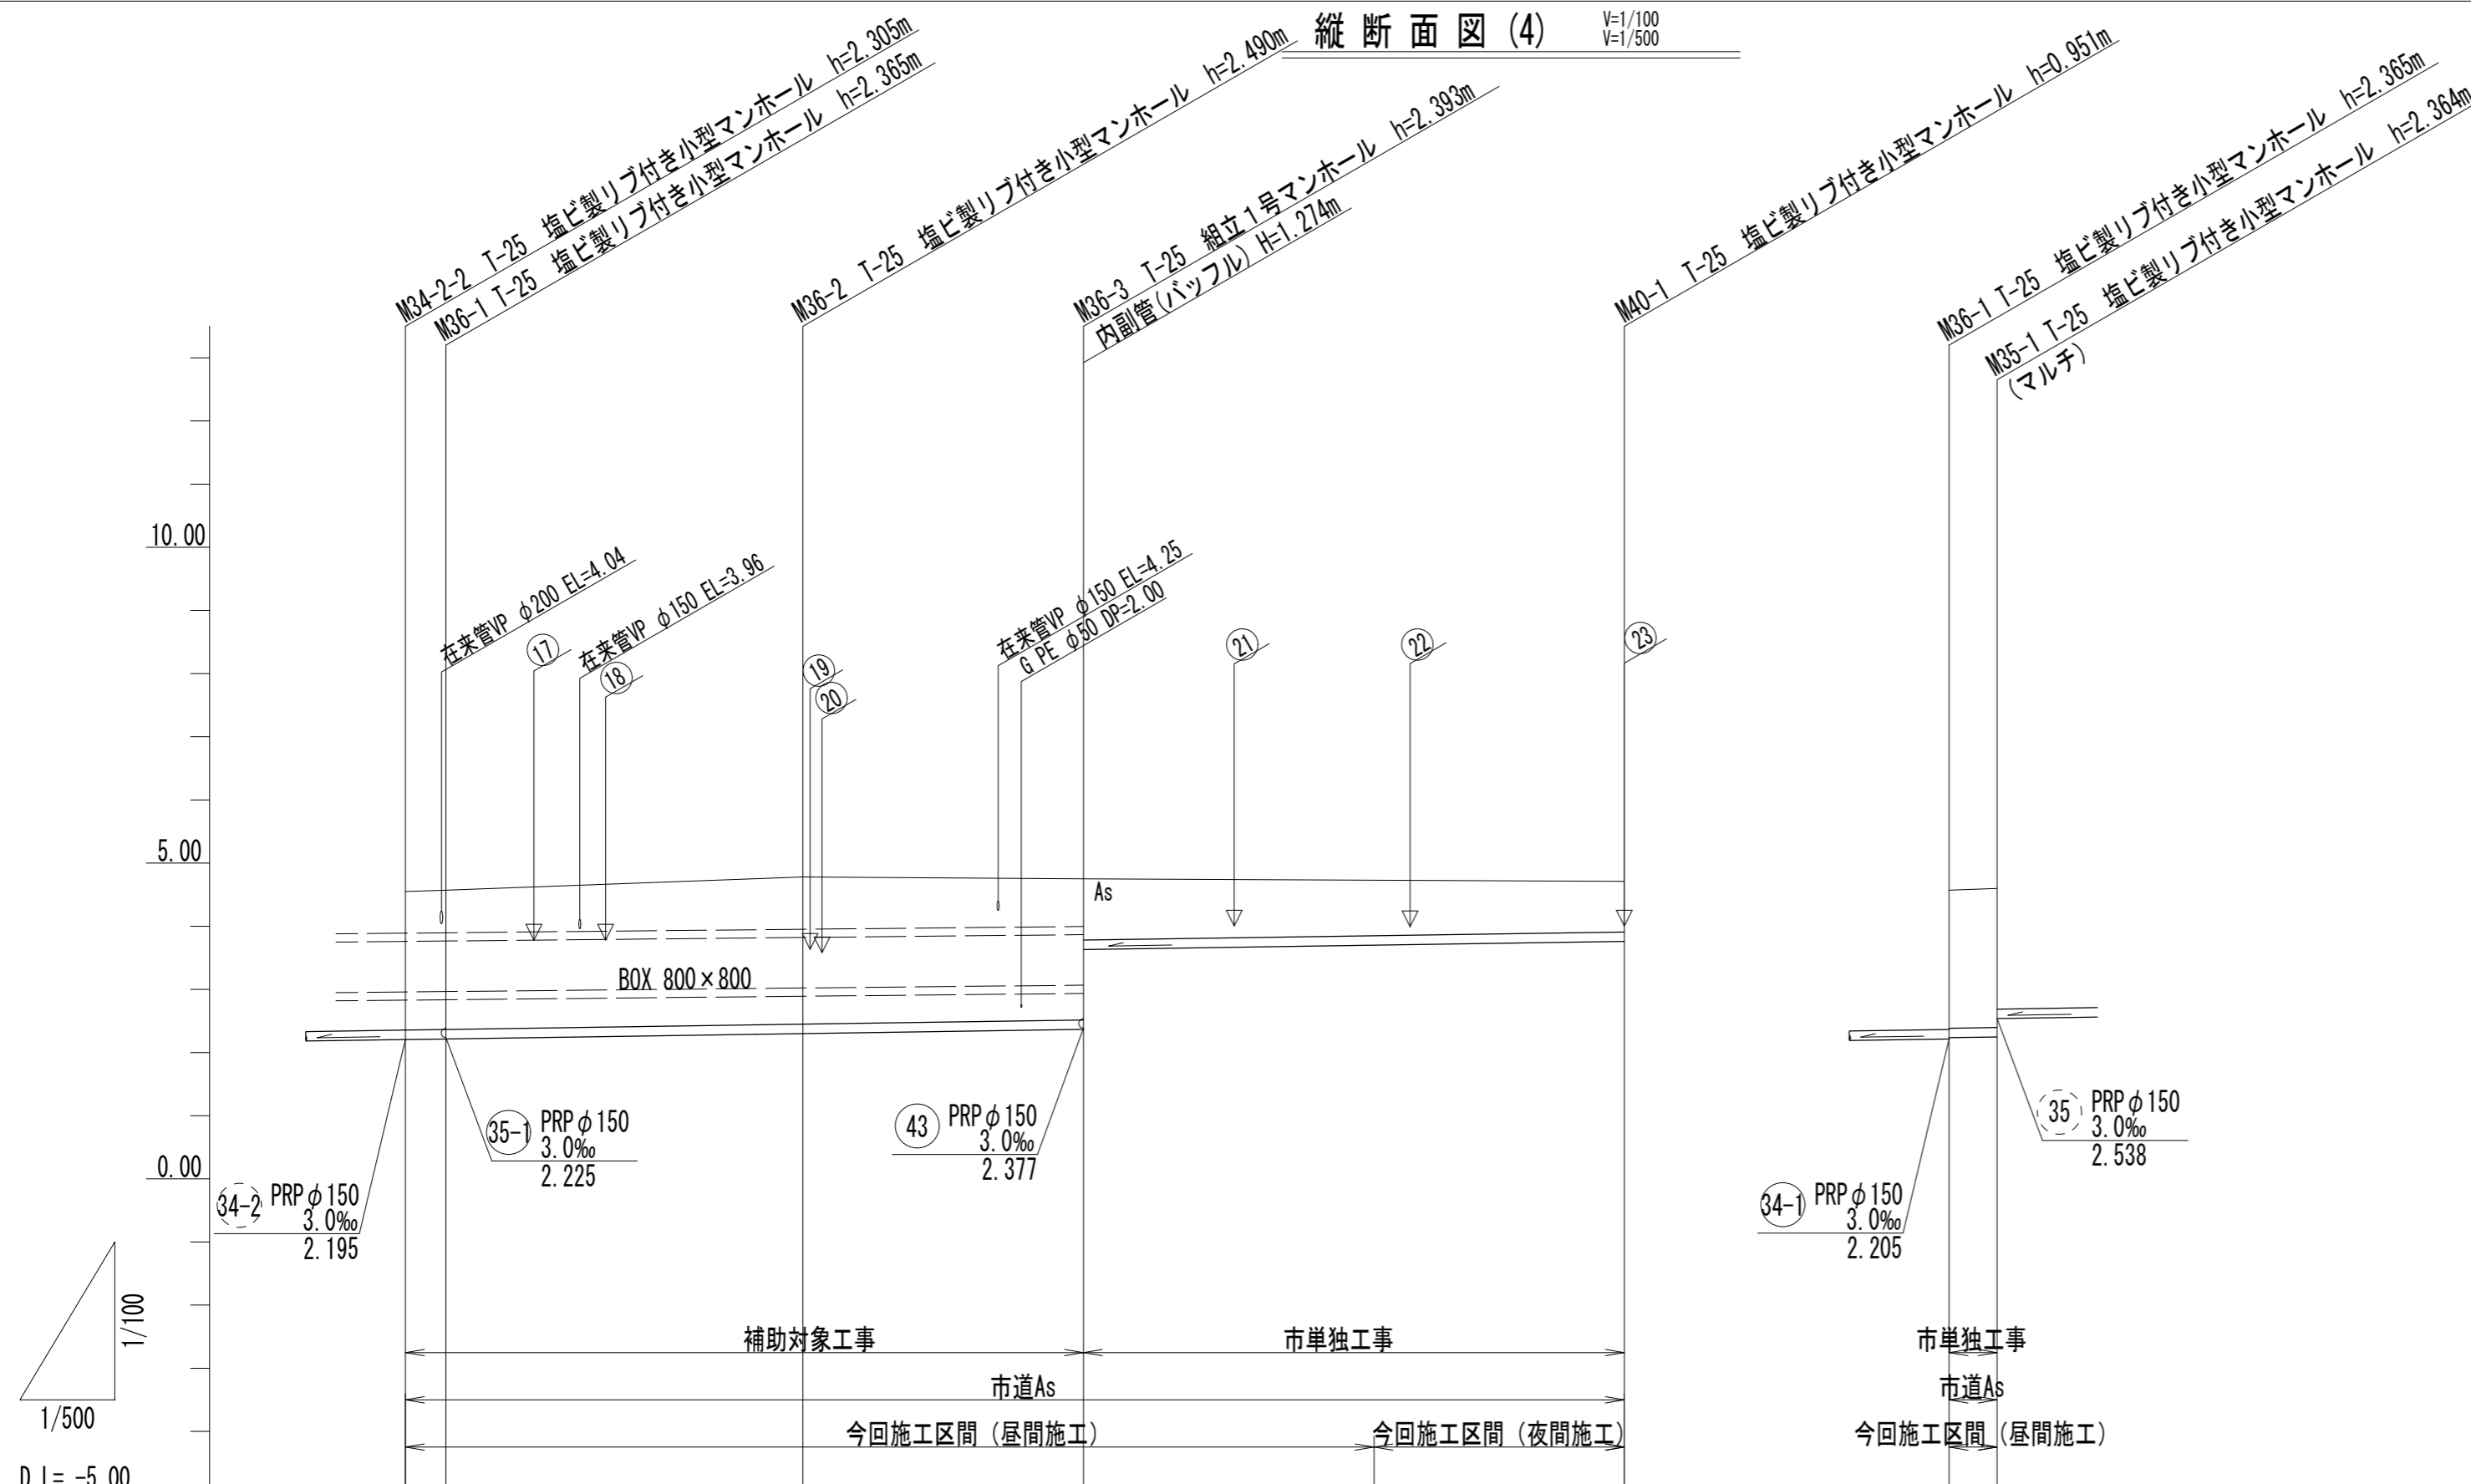 縦断面図(4)
V=1/100
V=1/500
M34-2-2 T-25 塩ビ製リブ付き小型マンホール h=2.305m
M36-1 T-25 塩ビ製リブ付き小型マンホール h=2.365m
M36-2 T-25 塩ビ製リブ付き小型マンホール h=2.490m
M36-3 T-25 組立1号マンホール h=2.393m
内副管(バッフル) H=1.274m
M40-1 T-25 塩ビ製リブ付き小型マンホール h=0.951m
M36-1 T-25 塩ビ製リブ付き小型マンホール h=2.365m
M35-1 T-25 塩ビ製リブ付き小型マンホール h=2.364m
(マルチ)
10.00
在来管VP φ200 EL=4.04
17
在来管VP φ150 EL=3.96
18
19
20
在来管VP φ150 EL=4.25
G PE φ50 DP=2.00
21
22
23
5.00
As
BOX 800×800
0.00
34-2 PRPφ150
3.0‰
2.195
35-1 PRPφ150
3.0‰
2.225
43 PRPφ150
3.0‰
2.377
34-1 PRPφ150
3.0‰
2.205
35 PRPφ150
3.0‰
2.538
1/100
1/500
補助対象工事
市単独工事
市単独工事
市道As
市道As
今回施工区間(昼間施工)
今回施工区間(夜間施工)
今回施工区間(昼間施工)
D.L= -5.00